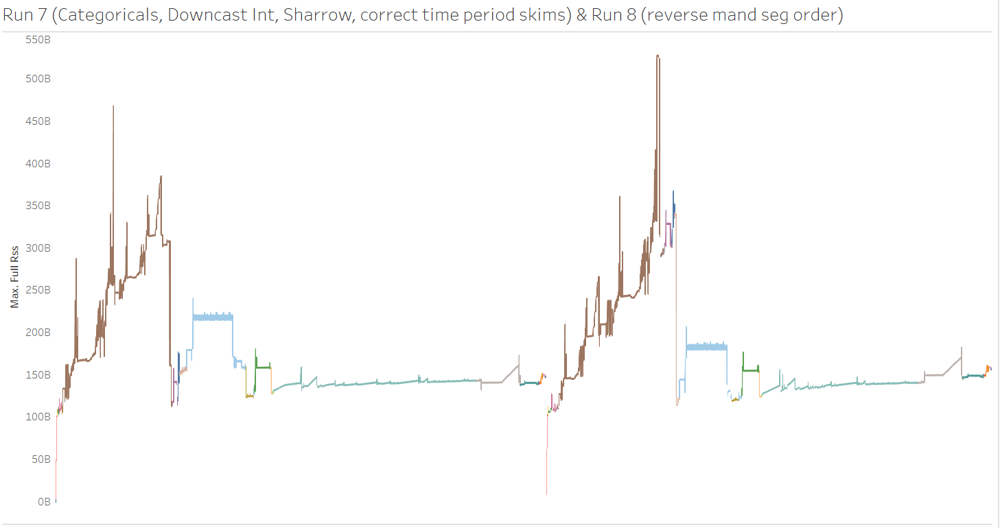 Run 7 (Categoricals, Downcast Int, Sharrow, correct time period skims) & Run 8 (reverse mand seg order)
550B
500B
450B
400B
350B
300B
250B
200B
150B
100B
50B
0B
Max. Full Rss